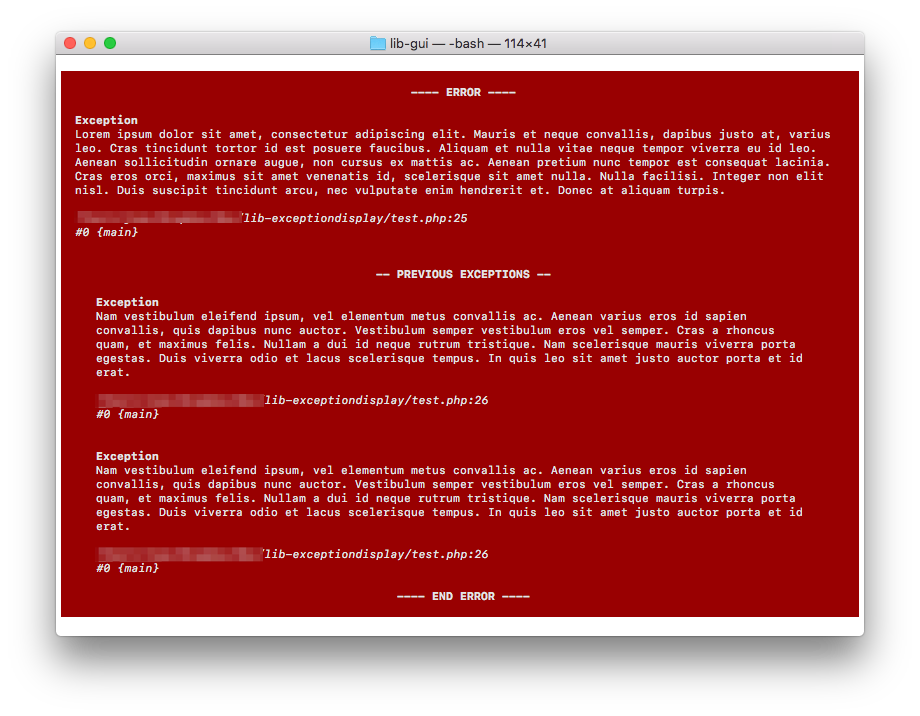 lib-gui — -bash — 114×41
———— ERROR ————
Exception
Lorem ipsum dolor sit amet, consectetur adipiscing elit. Mauris et neque convallis, dapibus justo at, varius
leo. Cras tincidunt tortor id est posuere faucibus. Aliquam et nulla vitae neque tempor viverra eu id leo.
Aenean sollicitudin ornare augue, non cursus ex mattis ac. Aenean pretium nunc tempor est consequat lacinia.
Cras eros orci, maximus sit amet venenatis id, scelerisque sit amet nulla. Nulla facilisi. Integer non elit
nisl. Duis suscipit tincidunt arcu, nec vulputate enim hendrerit et. Donec at aliquam turpis.
/lib-exceptiondisplay/test.php:25
#0 {main}
—— PREVIOUS EXCEPTIONS ——
Exception
Nam vestibulum eleifend ipsum, vel elementum metus convallis ac. Aenean varius eros id sapien
convallis, quis dapibus nunc auctor. Vestibulum semper vestibulum eros vel semper. Cras a rhoncus
quam, et maximus felis. Nullam a dui id neque rutrum tristique. Nam scelerisque mauris viverra porta
egestas. Duis viverra odio et lacus scelerisque tempus. In quis leo sit amet justo auctor porta et id
erat.
/lib-exceptiondisplay/test.php:26
#0 {main}
Exception
Nam vestibulum eleifend ipsum, vel elementum metus convallis ac. Aenean varius eros id sapien
convallis, quis dapibus nunc auctor. Vestibulum semper vestibulum eros vel semper. Cras a rhoncus
quam, et maximus felis. Nullam a dui id neque rutrum tristique. Nam scelerisque mauris viverra porta
egestas. Duis viverra odio et lacus scelerisque tempus. In quis leo sit amet justo auctor porta et id
erat.
/lib-exceptiondisplay/test.php:26
#0 {main}
———— END ERROR ————